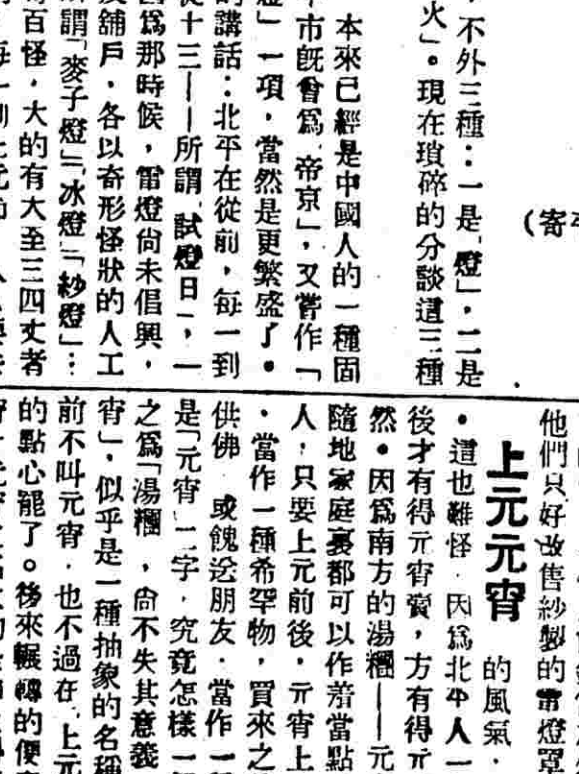 （寄
，不外三種：一是「燈」，二是
火」。現在瑣碎的分談這三種
本來已經是中國人的一種固
市旣曾爲「帝京」，又嘗作「
燈」一項，當然是更繁盛了。
的講話：北平在從前，每一到
從十三——所謂「試燈日」，一
爲那時候，電燈尙未倡興，
皮舖戶，各以奇形怪狀的人工
謂「麥子燈」「冰燈」「紗燈」：
百怪，大的有大至三四丈者
他們只好改售紗製的電燈罩
上元元宵
的風氣，
。這也難怪，因爲北平人一
後才有得元宵賣，方有得元
然。因爲南方的湯糰——元
隨地家庭裏都可以作着當點
人，只要上元前後，元宵上
，當作一種希罕物，買來之
供佛，或餽送朋友，當作一
是「元宵」二字，究竟怎樣一
之爲「湯糰」，尙不失其意義
宵」，似乎是一種抽象的名稱
前不叫元宵，也不過在「上元
的點心罷了。後來輾轉的便